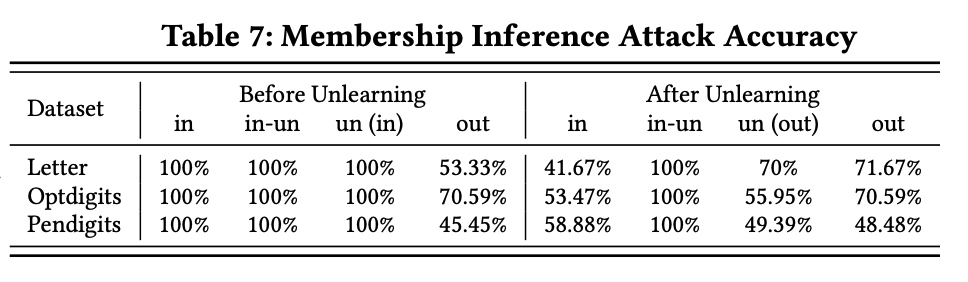 Table 7: Membership Inference Attack Accuracy
Dataset Before Unlearning After Unlearning
in in-un un (in) out in in-un un (out) out
Letter 100% 100% 100% 53.33% 41.67% 100% 70% 71.67%
Optdigits 100% 100% 100% 70.59% 53.47% 100% 55.95% 70.59%
Pendigits 100% 100% 100% 45.45% 58.88% 100% 49.39% 48.48%